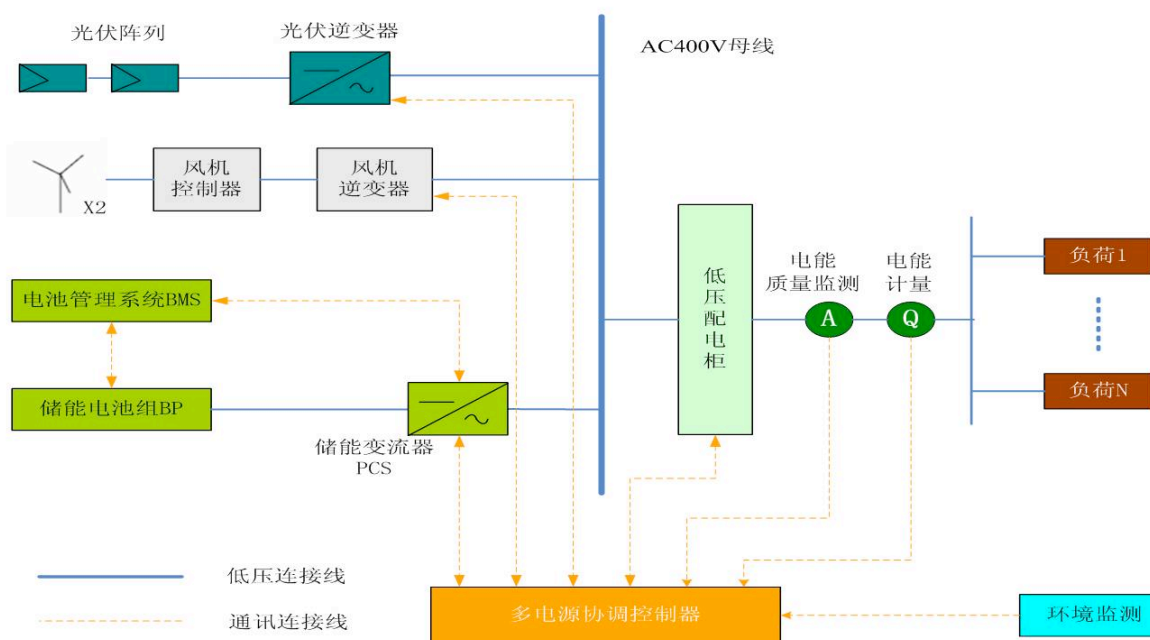 光伏阵列
光伏逆变器
AC400V母线
风机
控制器
风机
逆变器
X2
电池管理系统BMS
储能电池组BP
储能变流器
PCS
低
压
配
电
柜
电能
质量监测
A
电能
计量
Q
负荷1
负荷N
低压连接线
通讯连接线
多电源协调控制器
环境监测